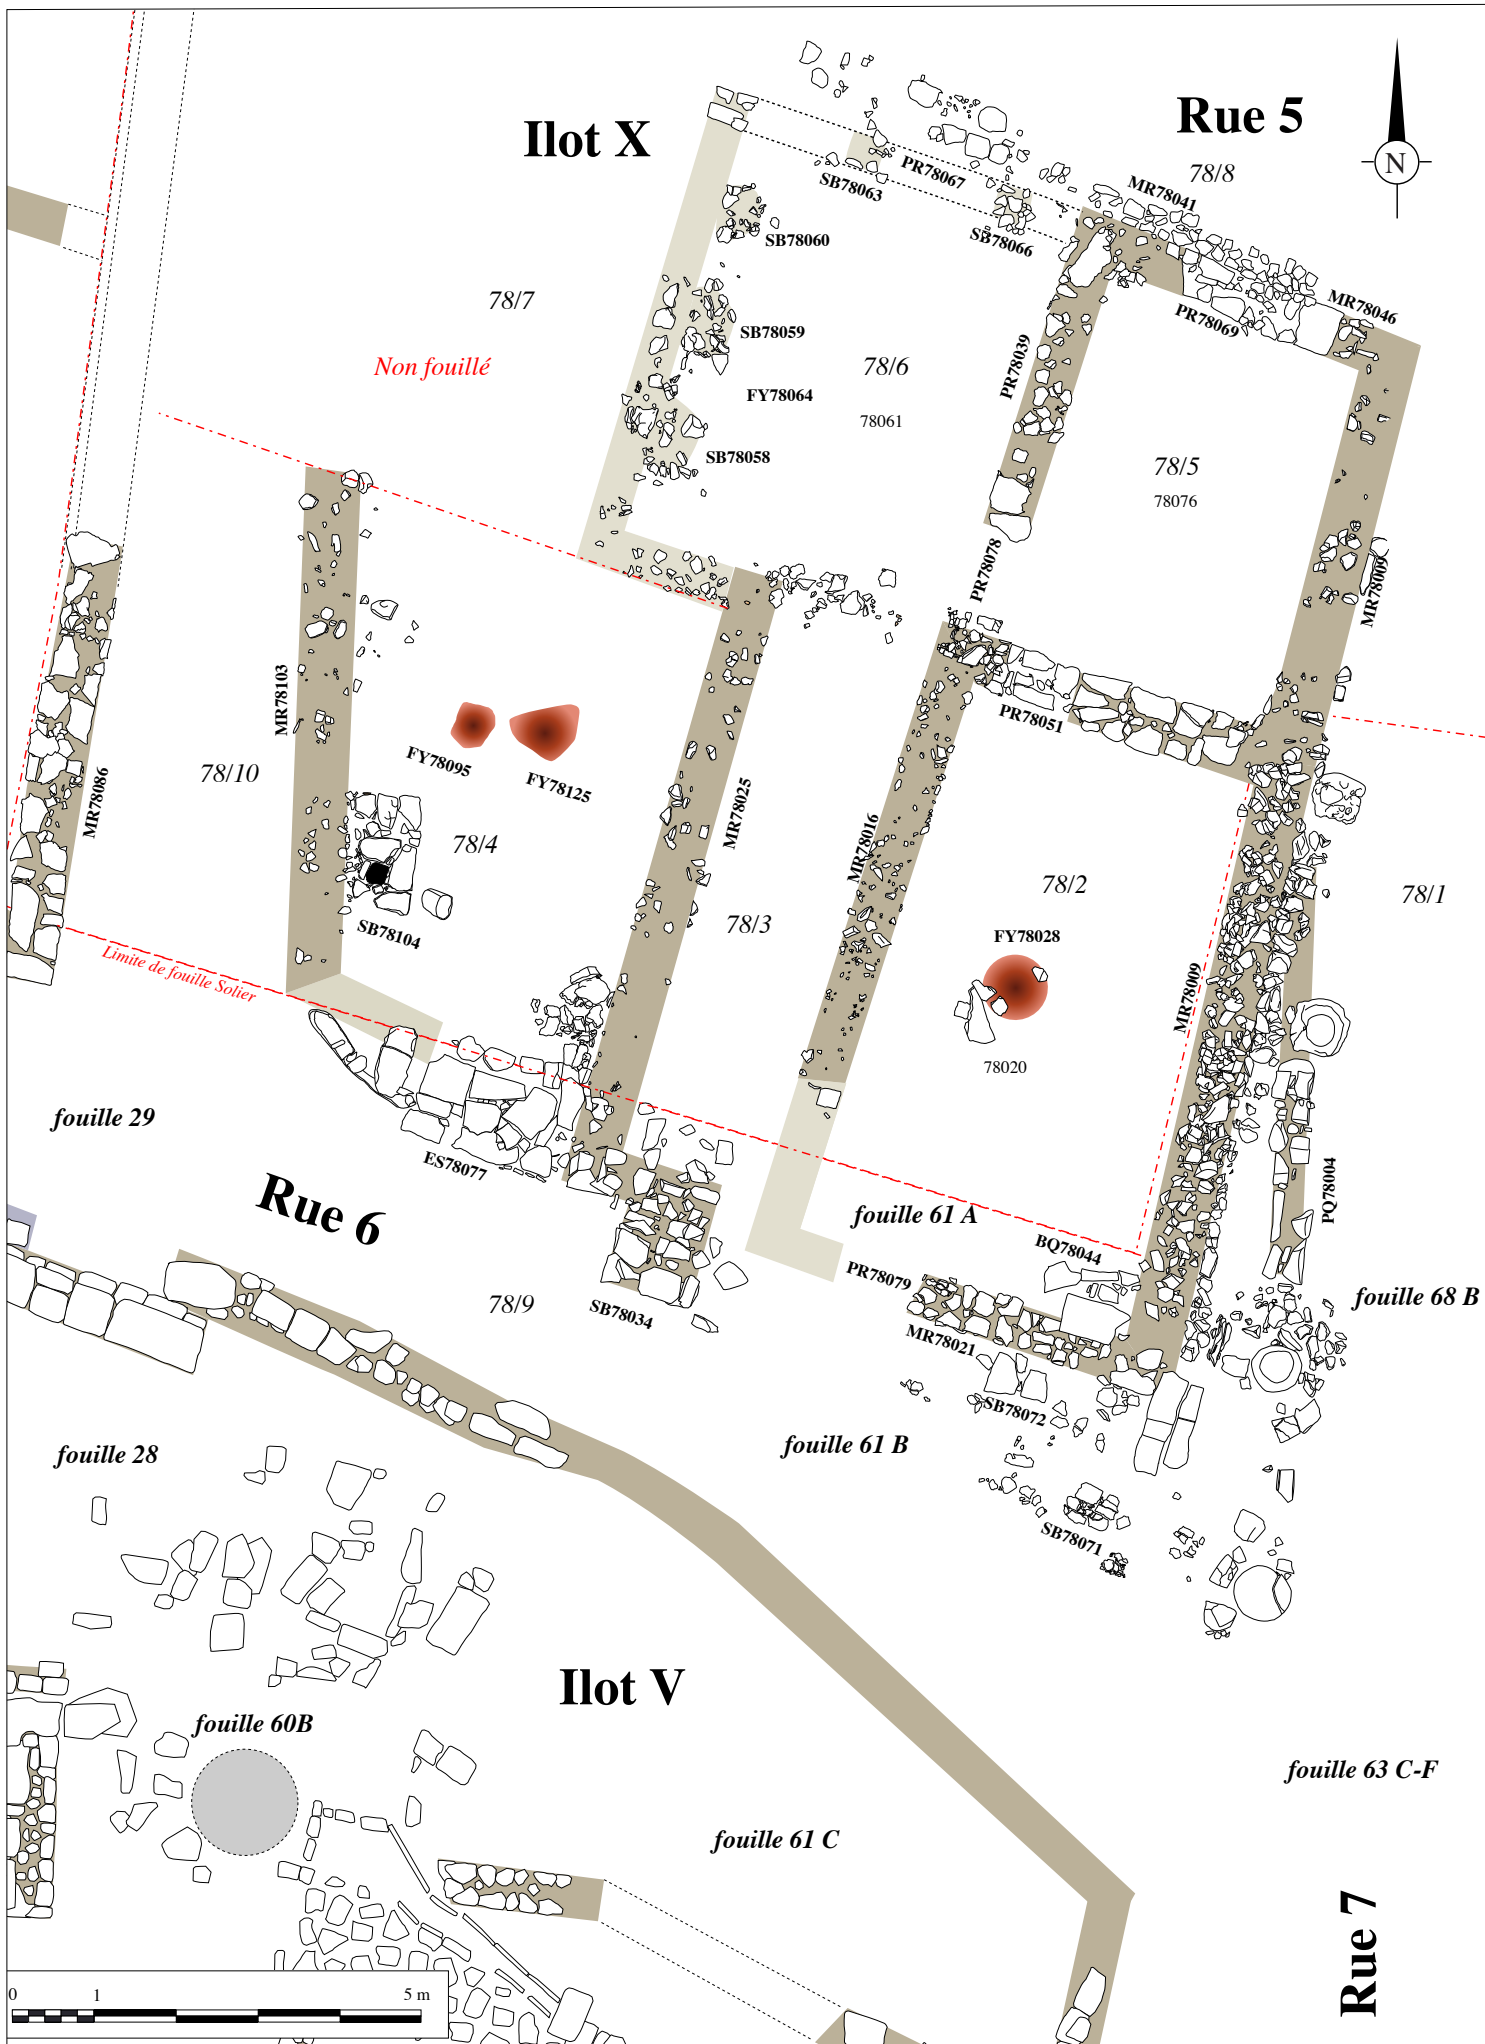 Rue 5
Ilot X
N
PR78067
78/8
MR78041
SB78063
SB78060
SB78066
78/7
MR78046
PR78069
SB78059
Non fouillé
78/6
PR78039
FY78064
78061
SB78058
78/5
78076
PR78078
MR78009
MR78103
PR78051
FY78095
FY78125
78/10
MR78086
MR78025
78/4
MR78016
78/2
78/1
78/3
SB78104
FY78028
Limite de fouille Solier
MR78009
78020
fouille 29
ES78077
PQ78004
Rue 6
fouille 61 A
BQ78044
PR78079
78/9
SB78034
fouille 68 B
MR78021
SB78072
fouille 61 B
fouille 28
SB78071
Ilot V
fouille 60B
fouille 63 C-F
fouille 61 C
Rue 7
0 1 5 m